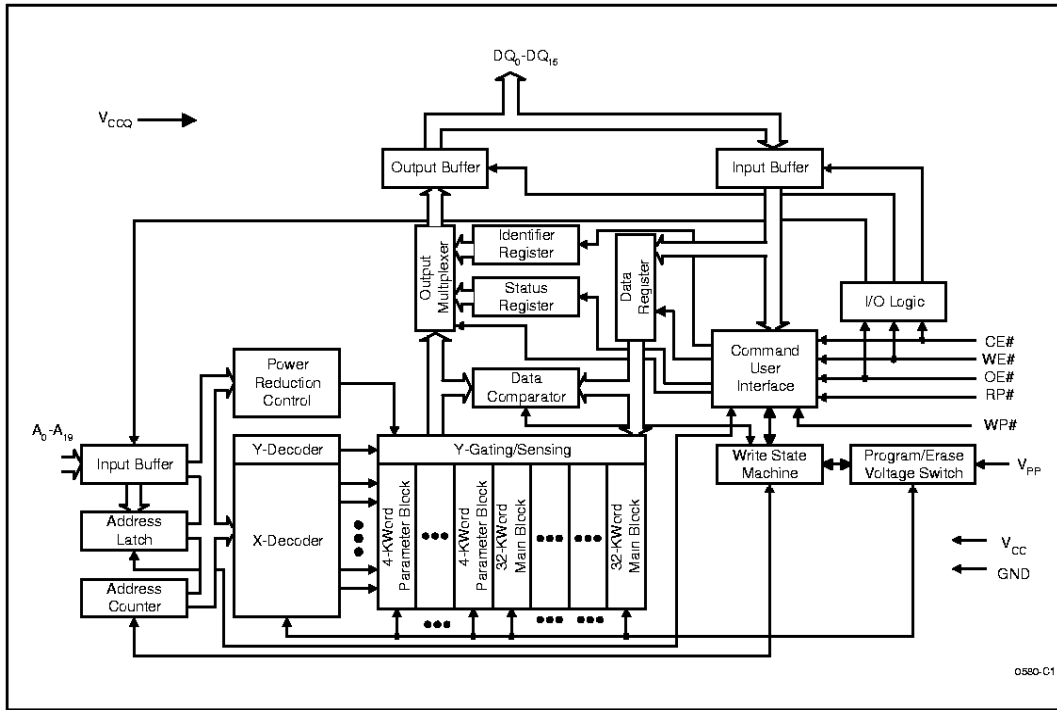 DQ0-DQ15
VCCQ
Output Buffer
Input Buffer
Output
Multiplexer
Identifier
Register
Status
Register
Data
Register
I/O Logic
CE#
WE#
OE#
RP#
WP#
Command
User
Interface
Power
Reduction
Control
Data
Comparator
A0-A19
Input Buffer
Y-Decoder
Y-Gating/Sensing
Write State
Machine
Program/Erase
Voltage Switch
VPP
Address
Latch
X-Decoder
4-KWord
Parameter Block
4-KWord
Parameter Block
32-KWord
Main Block
32-KWord
Main Block
Address
Counter
VCC
GND
0580-C1